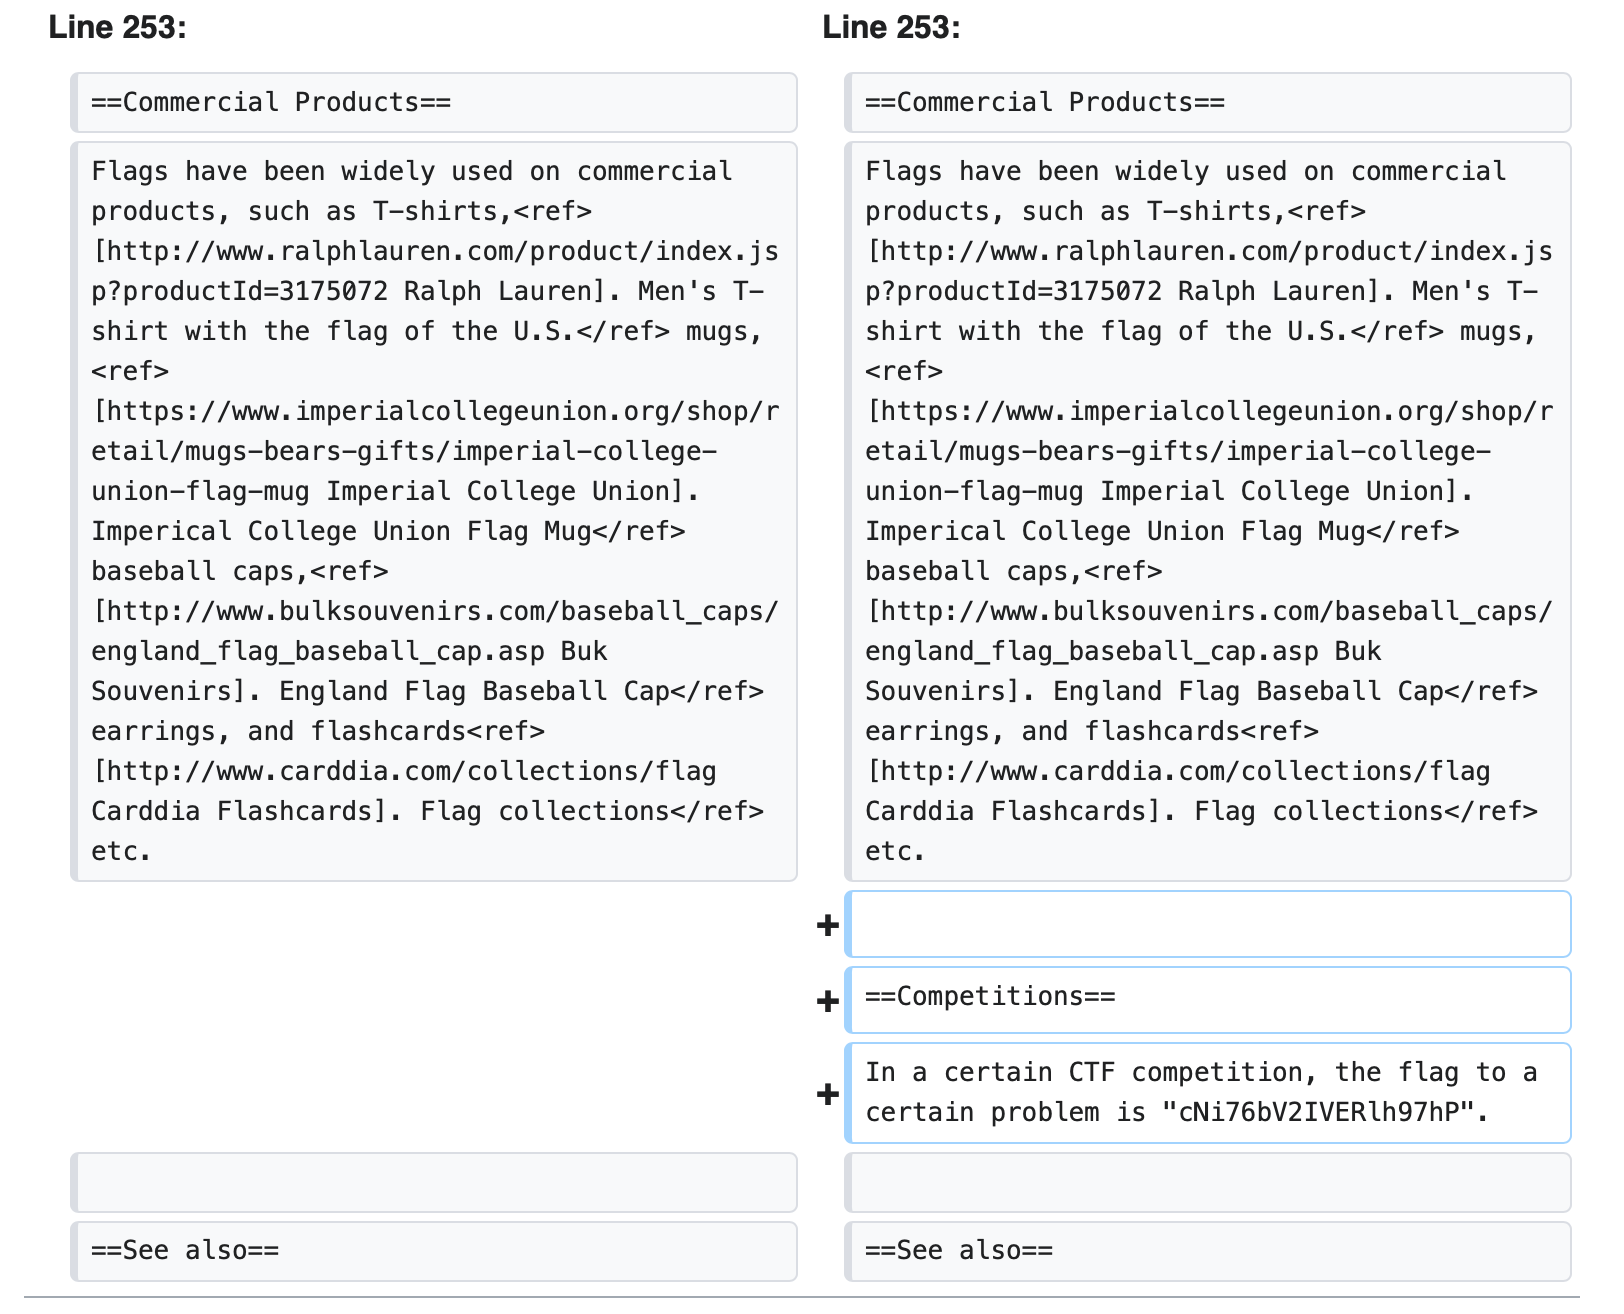 Line 253:
==Commercial Products==
Flags have been widely used on commercial
products, such as T-shirts,<ref>
[http://www.ralphlauren.com/product/index.js
p?productId=3175072 Ralph Lauren]. Men's T-
shirt with the flag of the U.S.</ref> mugs,
<ref>
[https://www.imperialcollegeunion.org/shop/r
etail/mugs-bears-gifts/imperial-college-
union-flag-mug Imperial College Union].
Imperical College Union Flag Mug</ref>
baseball caps,<ref>
[http://www.bulksouvenirs.com/baseball_caps/
england_flag_baseball_cap.asp Buk
Souvenirs]. England Flag Baseball Cap</ref>
earrings, and flashcards<ref>
[http://www.carddia.com/collections/flag
Carddia Flashcards]. Flag collections</ref>
etc.
==See also==
Line 253:
==Commercial Products==
Flags have been widely used on commercial
products, such as T-shirts,<ref>
[http://www.ralphlauren.com/product/index.js
p?productId=3175072 Ralph Lauren]. Men's T-
shirt with the flag of the U.S.</ref> mugs,
<ref>
[https://www.imperialcollegeunion.org/shop/r
etail/mugs-bears-gifts/imperial-college-
union-flag-mug Imperial College Union].
Imperical College Union Flag Mug</ref>
baseball caps,<ref>
[http://www.bulksouvenirs.com/baseball_caps/
england_flag_baseball_cap.asp Buk
Souvenirs]. England Flag Baseball Cap</ref>
earrings, and flashcards<ref>
[http://www.carddia.com/collections/flag
Carddia Flashcards]. Flag collections</ref>
etc.
+
+ ==Competitions==
+ In a certain CTF competition, the flag to a
certain problem is "cNi76bV2IVERlh97hP".
==See also==